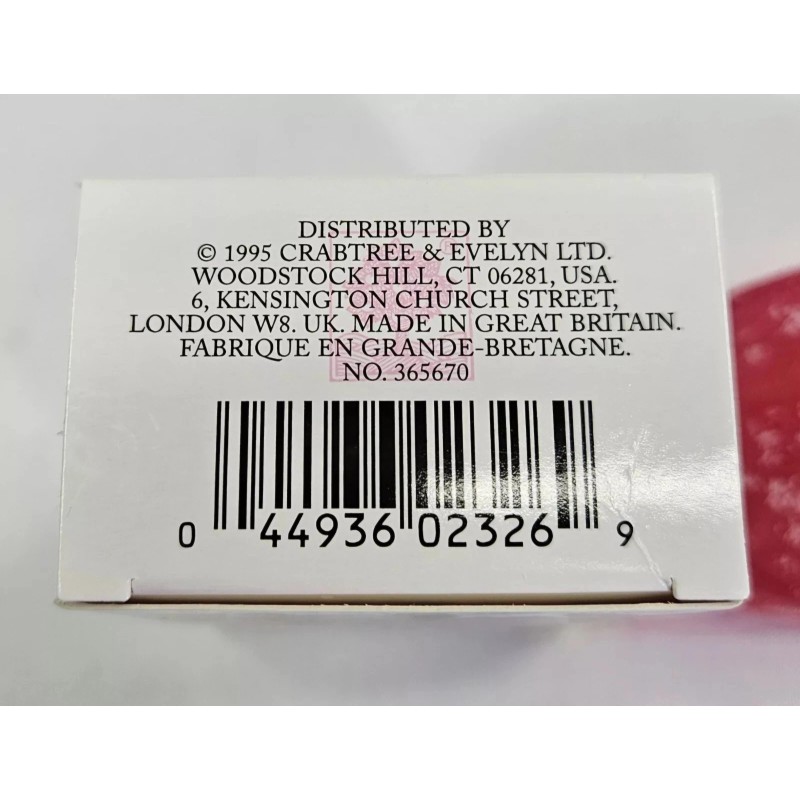 DISTRIBUTED BY
© 1995 CRABTREE & EVELYN LTD.
WOODSTOCK HILL, CT 06281, USA.
6, KENSINGTON CHURCH STREET,
LONDON W8. UK. MADE IN GREAT BRITAIN.
FABRIQUE EN GRANDE-BRETAGNE.
NO. 365670
0 44936 02326 9